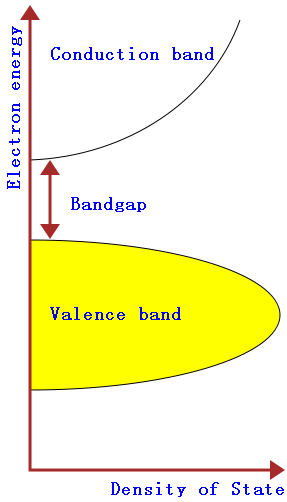 Electron energy
Conduction band
Bandgap
Valence band
Density of State